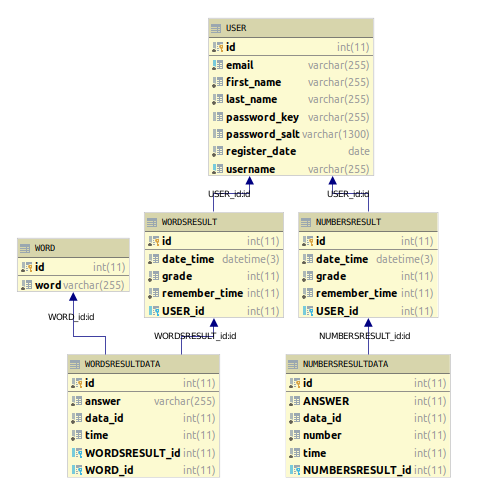 USER
id int(11)
email varchar(255)
first_name varchar(255)
last_name varchar(255)
password_key varchar(255)
password_salt varchar(1300)
register_date date
username varchar(255)
USER_id:id
USER_id:id
WORDSRESULT
id int(11)
date_time datetime(3)
grade int(11)
remember_time int(11)
USER_id int(11)
NUMBERSRESULT
id int(11)
date_time datetime(3)
grade int(11)
remember_time int(11)
USER_id int(11)
WORD
id int(11)
word varchar(255)
WORD_id:id
WORDSRESULT_id:id
NUMBERSRESULT_id:id
WORDSRESULTDATA
id int(11)
answer varchar(255)
data_id int(11)
time int(11)
WORDSRESULT_id int(11)
WORD_id int(11)
NUMBERSRESULTDATA
id int(11)
ANSWER int(11)
data_id int(11)
number int(11)
time int(11)
NUMBERSRESULT_id int(11)